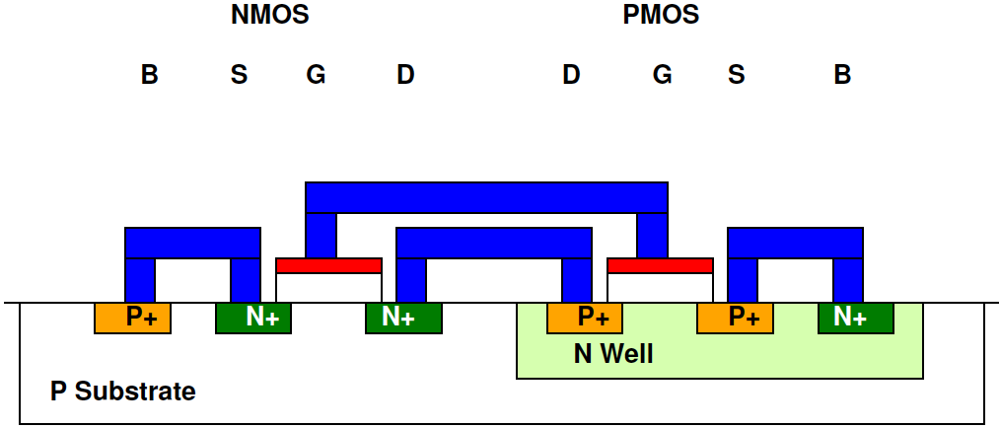 NMOS PMOS
B S G D D G S B
P+ N+ N+ P+ P+ N+
N Well
P Substrate